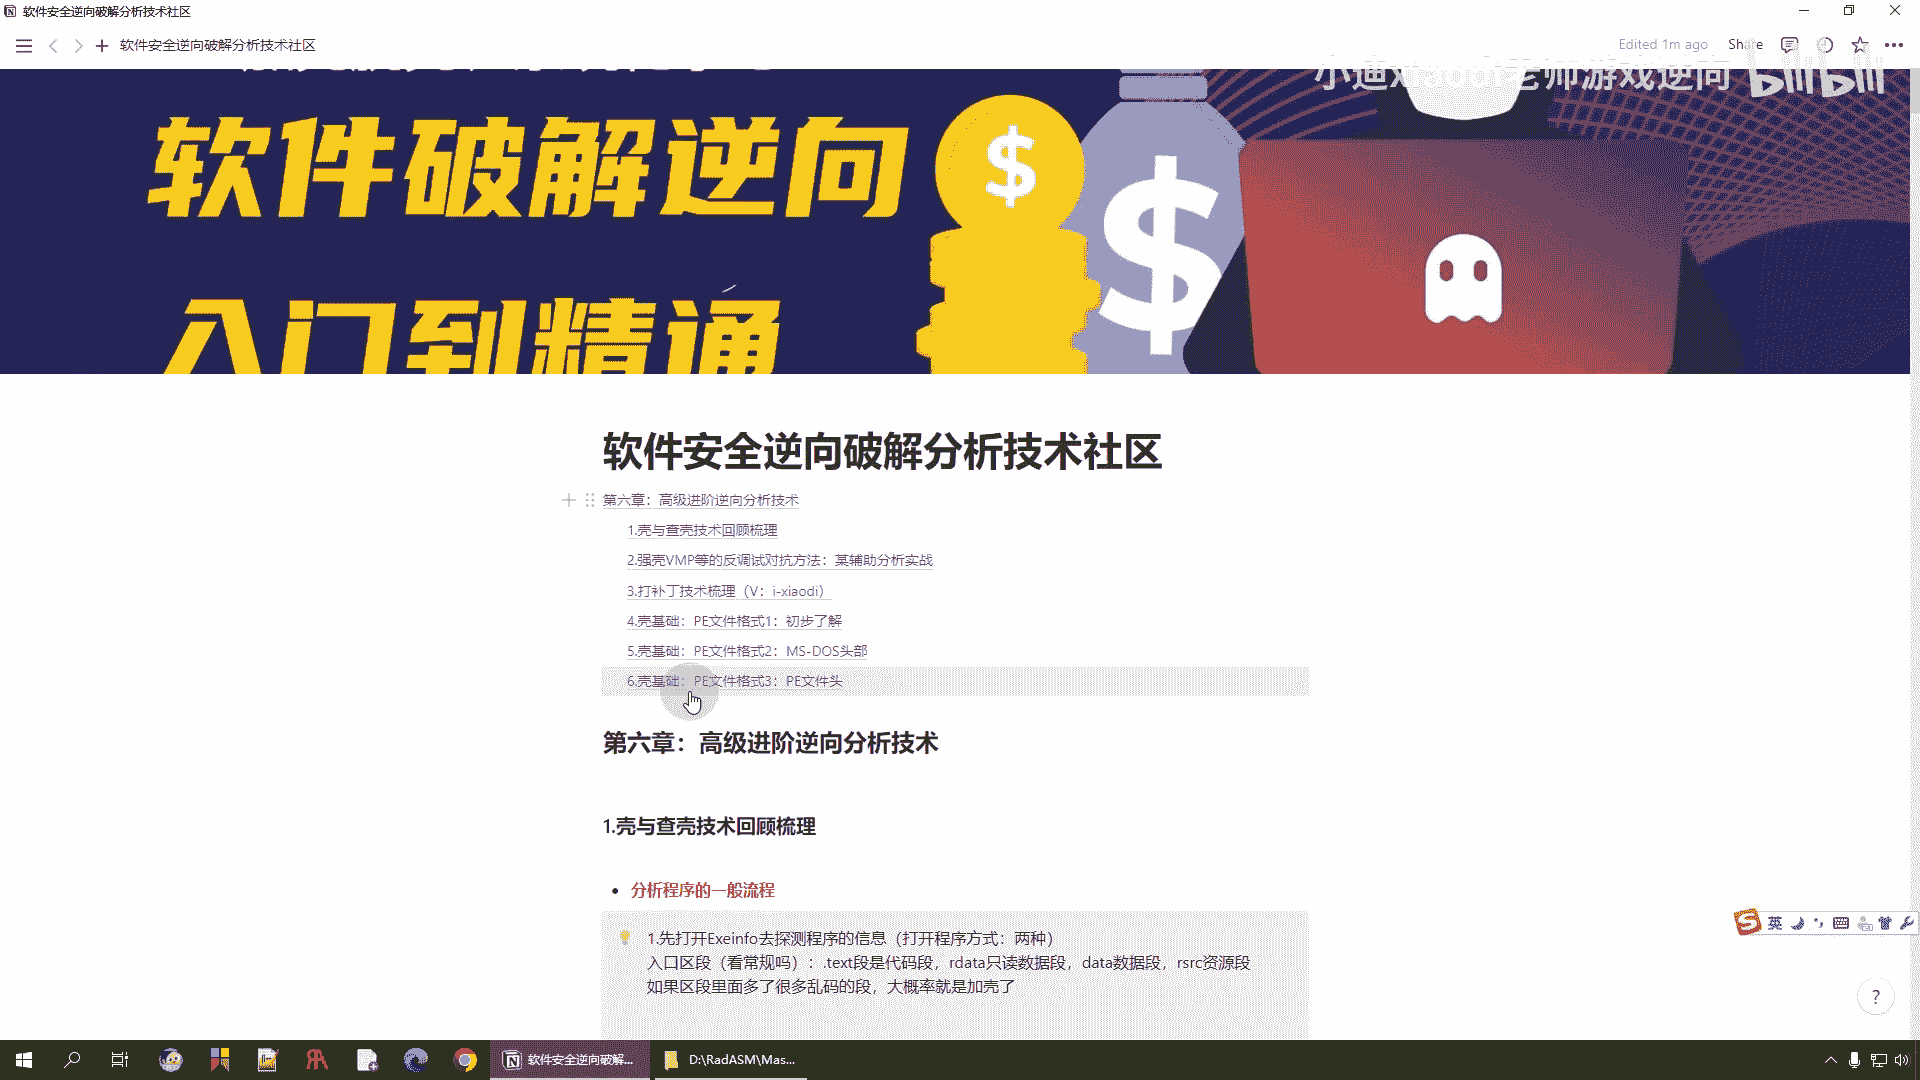 软件安全逆向破解分析技术社区
软件安全逆向破解分析技术社区
Edited 1m ago
Share
小迪xiaodi老师游戏逆向 bilibili
软件破解逆向
入门到精通
软件安全逆向破解分析技术社区
第六章：高级进阶逆向分析技术
1.壳与查壳技术回顾梳理
2.强壳VMP等的反调试对抗方法：某辅助分析实战
3.打补丁技术梳理（V：i-xiaodi）
4.壳基础：PE文件格式1：初步了解
5.壳基础：PE文件格式2：MS-DOS头部
6.壳基础：PE文件格式3：PE文件头
第六章：高级进阶逆向分析技术
1.壳与查壳技术回顾梳理
分析程序的一般流程
1.先打开Exeinfo去探测程序的信息（打开程序方式：两种）
入口区段（看常规吗）：.text段是代码段，rdata只读数据段，data数据段，rsrc资源段
如果区段里面多了很多乱码的段，大概率就是加壳了
英
?
软件安全逆向破解...
D:\RadASM\Mas...